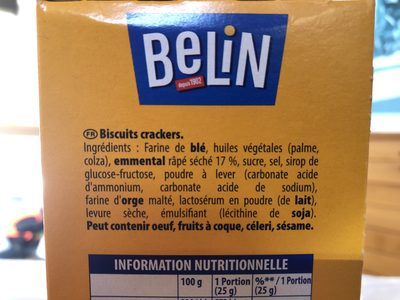 BELiN
depuis 1902
FR Biscuits crackers.
Ingrédients : Farine de blé, huiles végétales (palme,
colza), emmental râpé séché 17 %, sucre, sel, sirop de
glucose-fructose, poudre à lever (carbonate acide
d'ammonium, carbonate acide de sodium),
farine d'orge malté, lactosérum en poudre (de lait),
levure sèche, émulsifiant (lécithine de soja).
Peut contenir oeuf, fruits à coque, céleri, sésame.
INFORMATION NUTRITIONNELLE
100 g 1 Portion %** / 1 Portion
(25 g) (25 g)